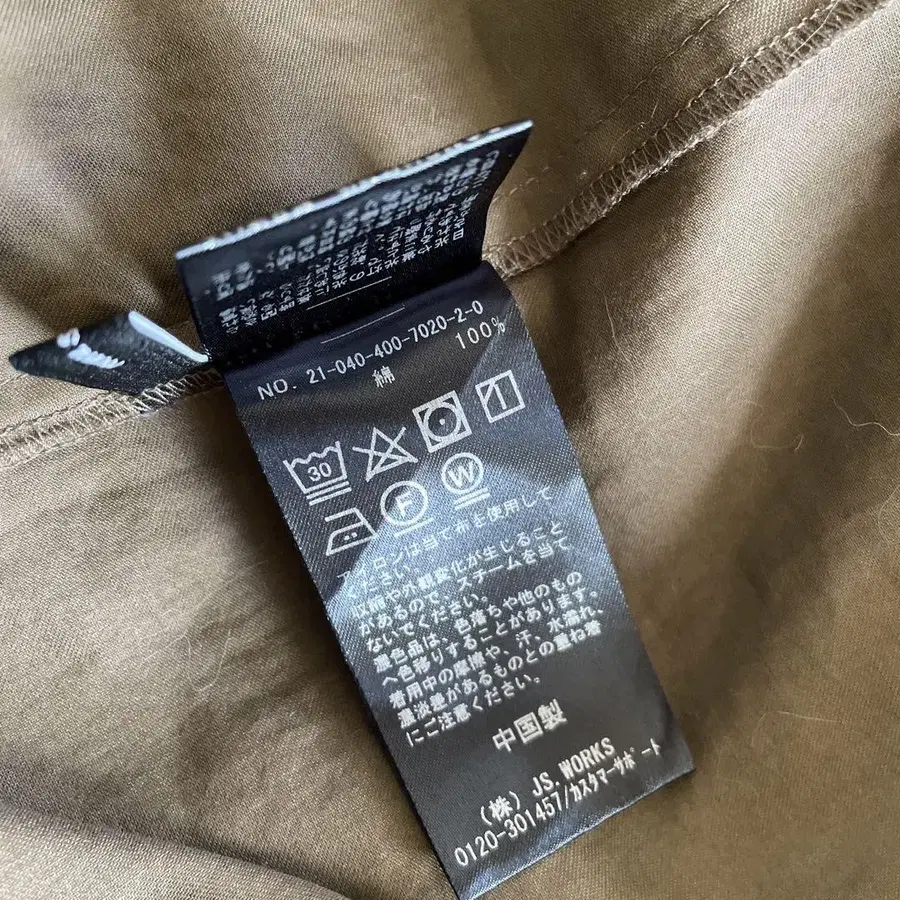 NO. 21-040-400-7020-2-0
綿 100%
30
F W
アイロンは当て布を使用して
ください。
収縮や外観変化が生じること
があるので、スチームを当て
ないでください。
濃色品は、色落ちや他のもの
へ色移りすることがあります。
着用中の摩擦や、汗、水濡れ、
濃淡差があるものとの重ね着
にご注意ください。
中国製
(株) JS.WORKS
0120-301457/カスタマーサポート